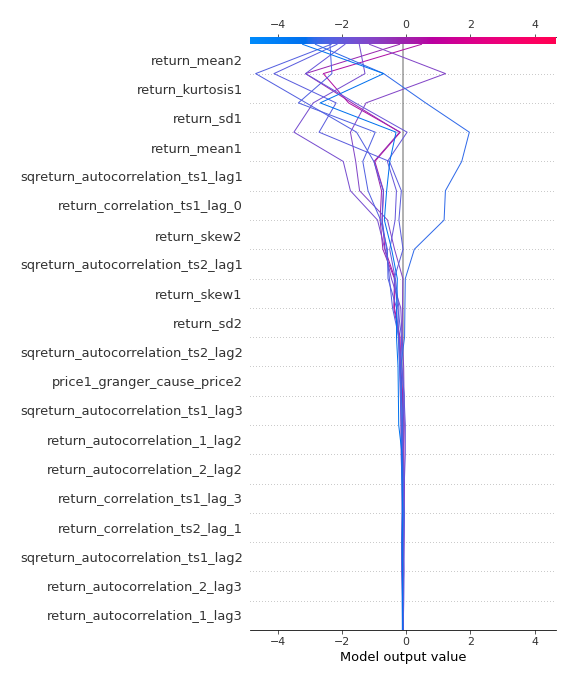 −4 −2 0 2 4
return_mean2
return_kurtosis1
return_sd1
return_mean1
sqreturn_autocorrelation_ts1_lag1
return_correlation_ts1_lag_0
return_skew2
sqreturn_autocorrelation_ts2_lag1
return_skew1
return_sd2
sqreturn_autocorrelation_ts2_lag2
price1_granger_cause_price2
sqreturn_autocorrelation_ts1_lag3
return_autocorrelation_1_lag2
return_autocorrelation_2_lag2
return_correlation_ts1_lag_3
return_correlation_ts2_lag_1
sqreturn_autocorrelation_ts1_lag2
return_autocorrelation_2_lag3
return_autocorrelation_1_lag3
−4 −2 0 2 4
Model output value